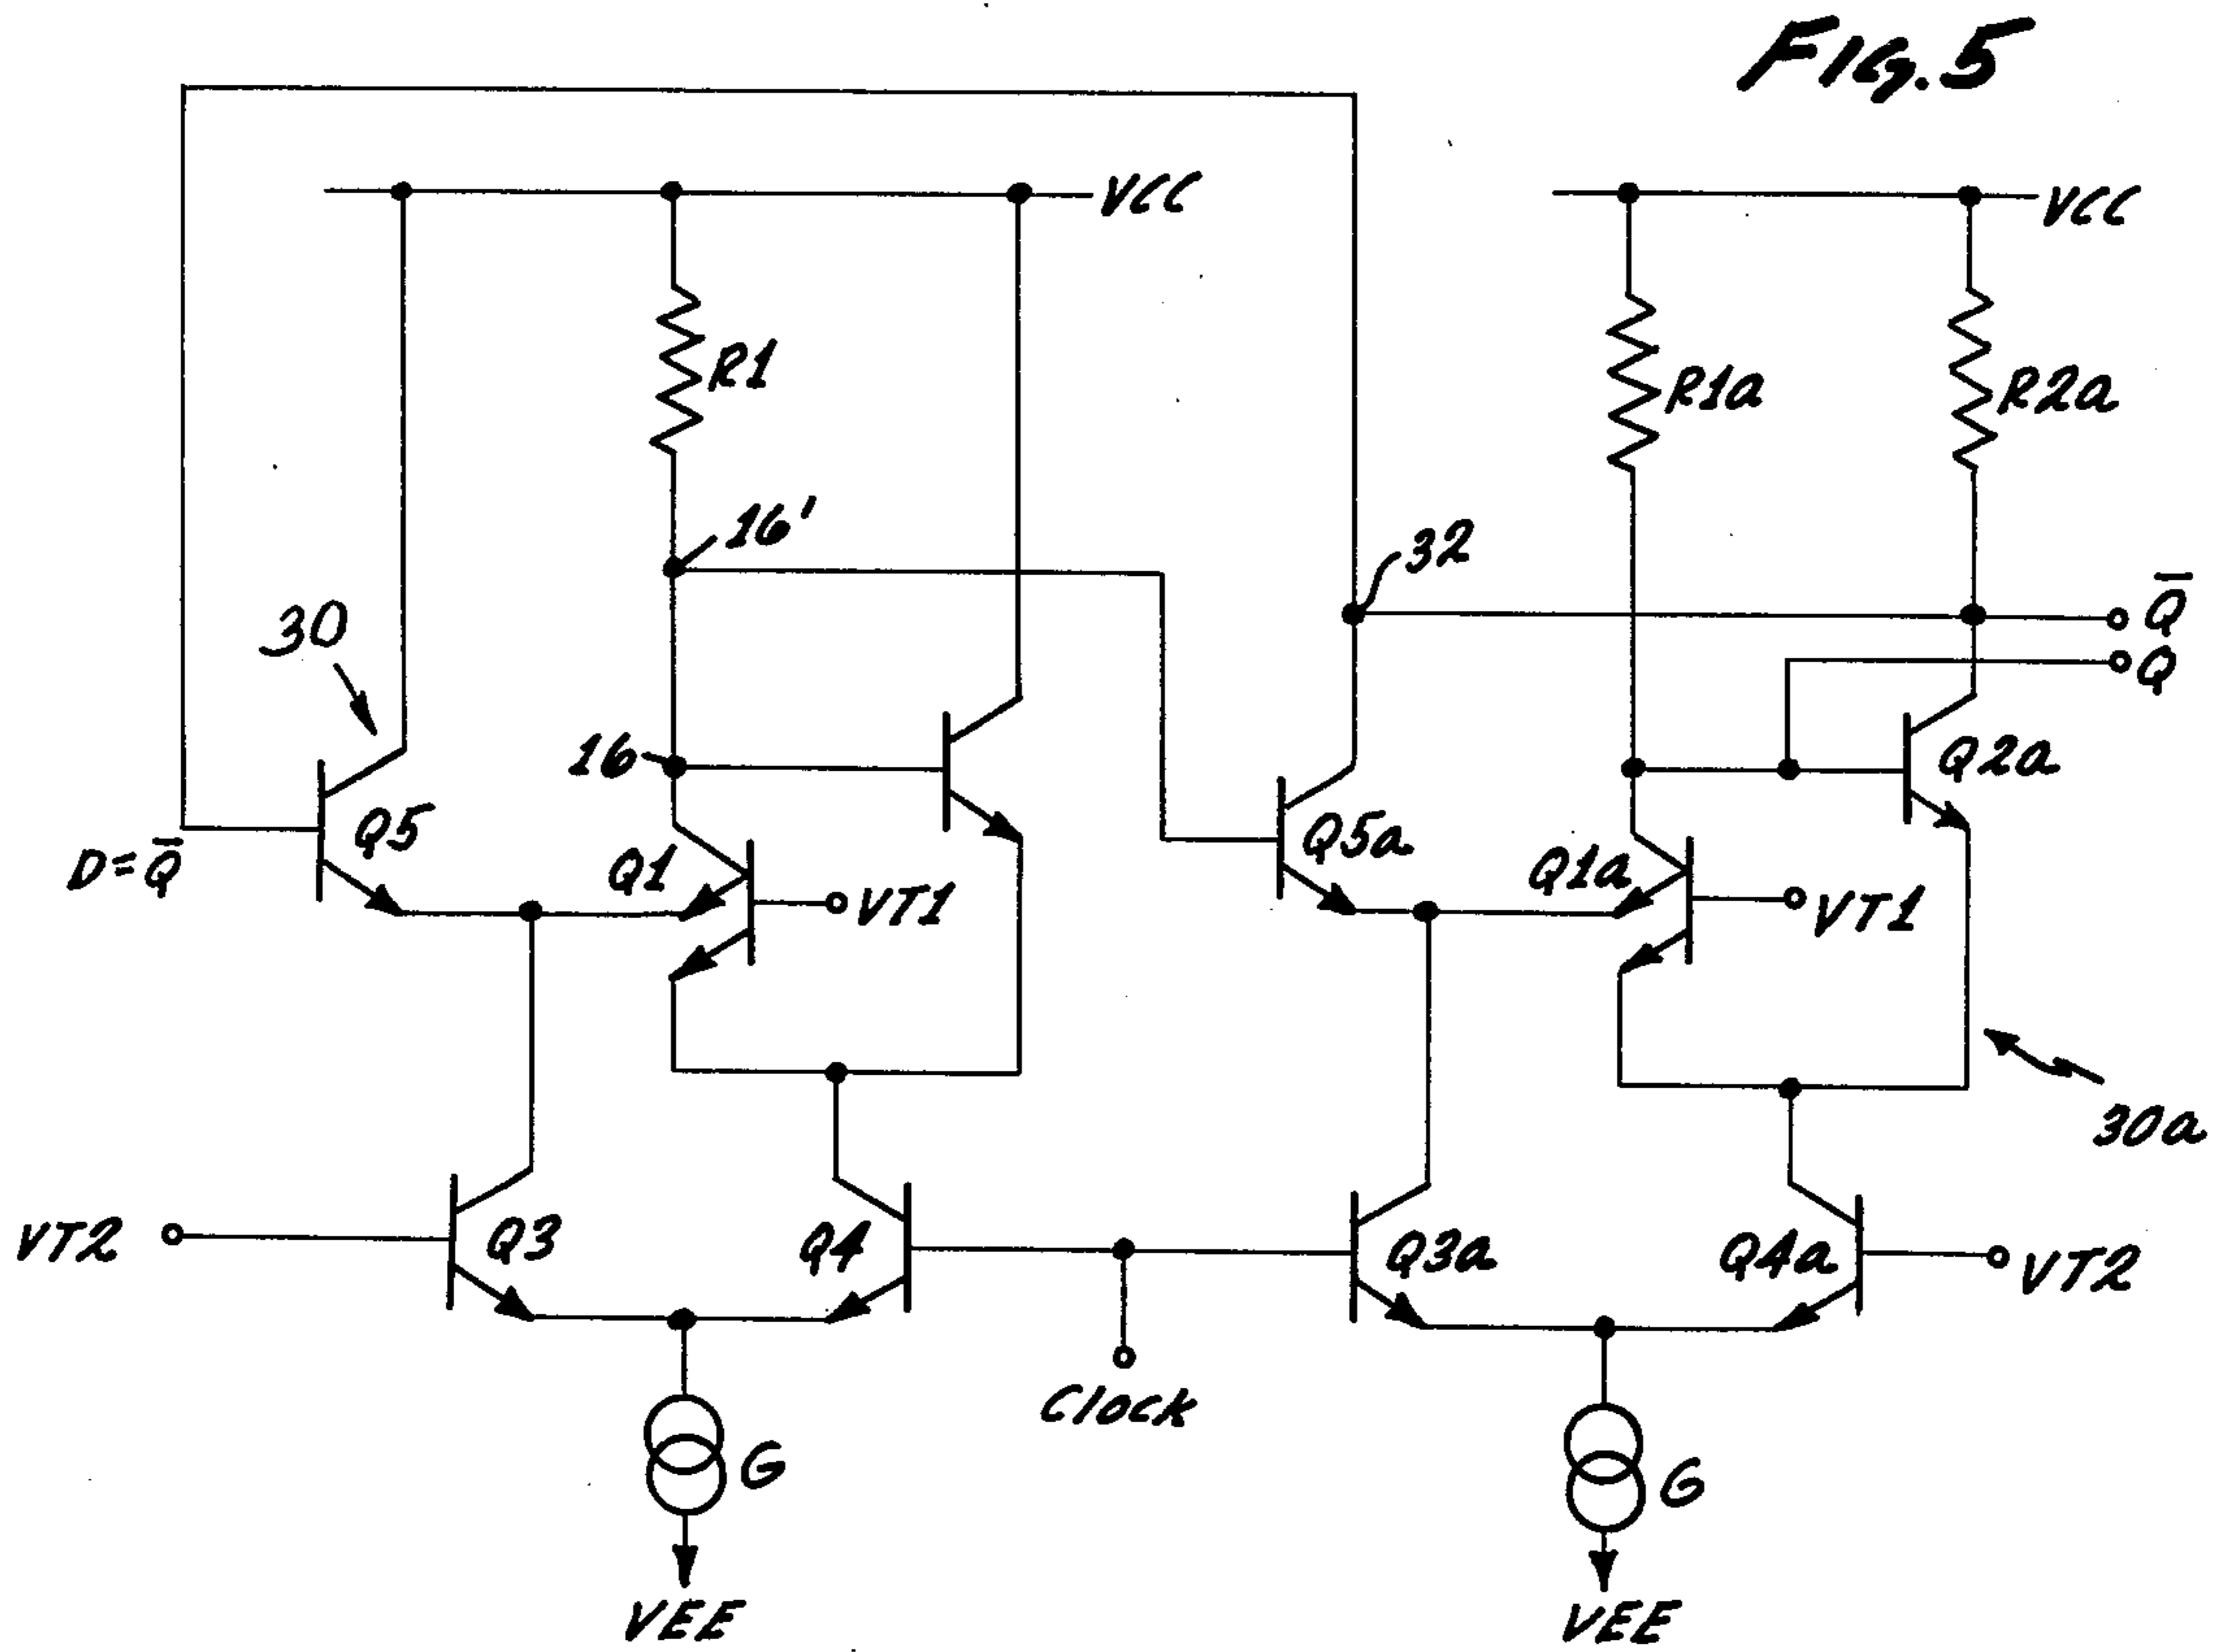 FIG. 5
VCC
VCC
R1
R1a
R2a
16'
32
Q̅
Q
30
16
Q2a
Q5
Q5a
D=Q̅
Q1
VT1
Q1a
VT1
30a
VT2
Q3
Q4
Q3a
Q4a
VT2
Clock
G
G
VEE
VEE